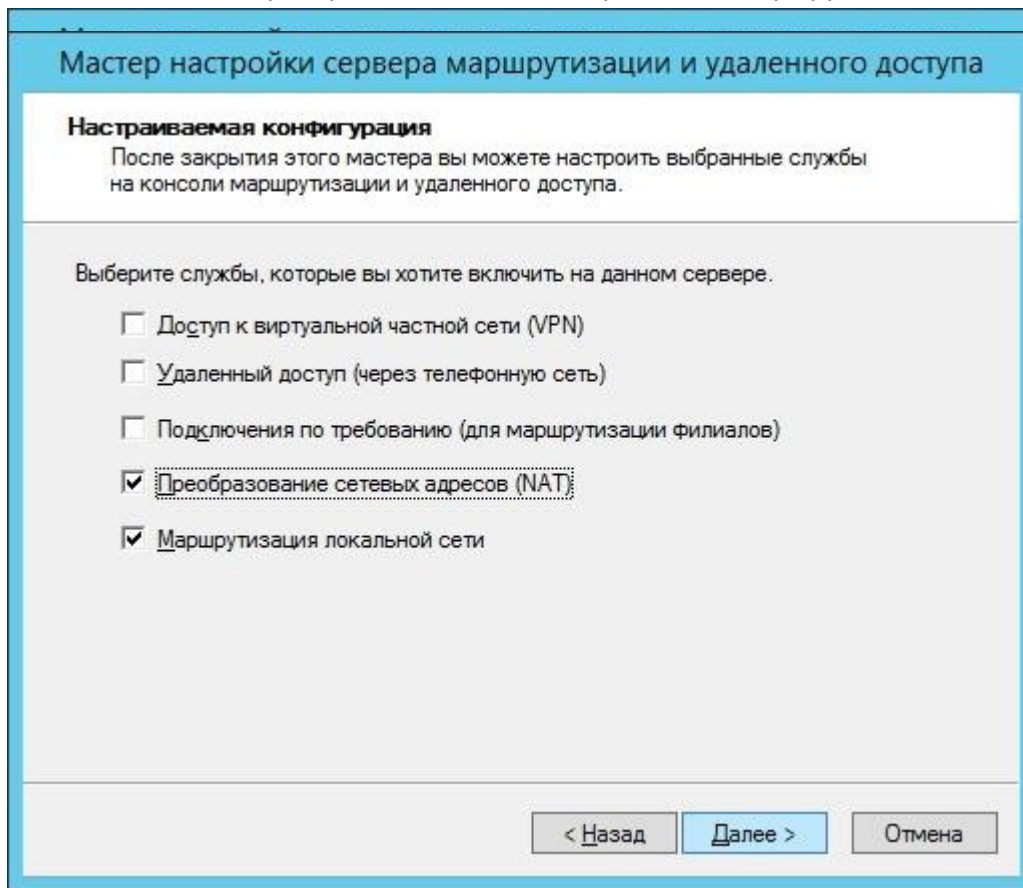 Мастер настройки сервера маршрутизации и удаленного доступа
Настраиваемая конфигурация
После закрытия этого мастера вы можете настроить выбранные службы
на консоли маршрутизации и удаленного доступа.
Выберите службы, которые вы хотите включить на данном сервере.
Доступ к виртуальной частной сети (VPN)
Удаленный доступ (через телефонную сеть)
Подключения по требованию (для маршрутизации филиалов)
Преобразование сетевых адресов (NAT)
Маршрутизация локальной сети
< Назад Далее > Отмена